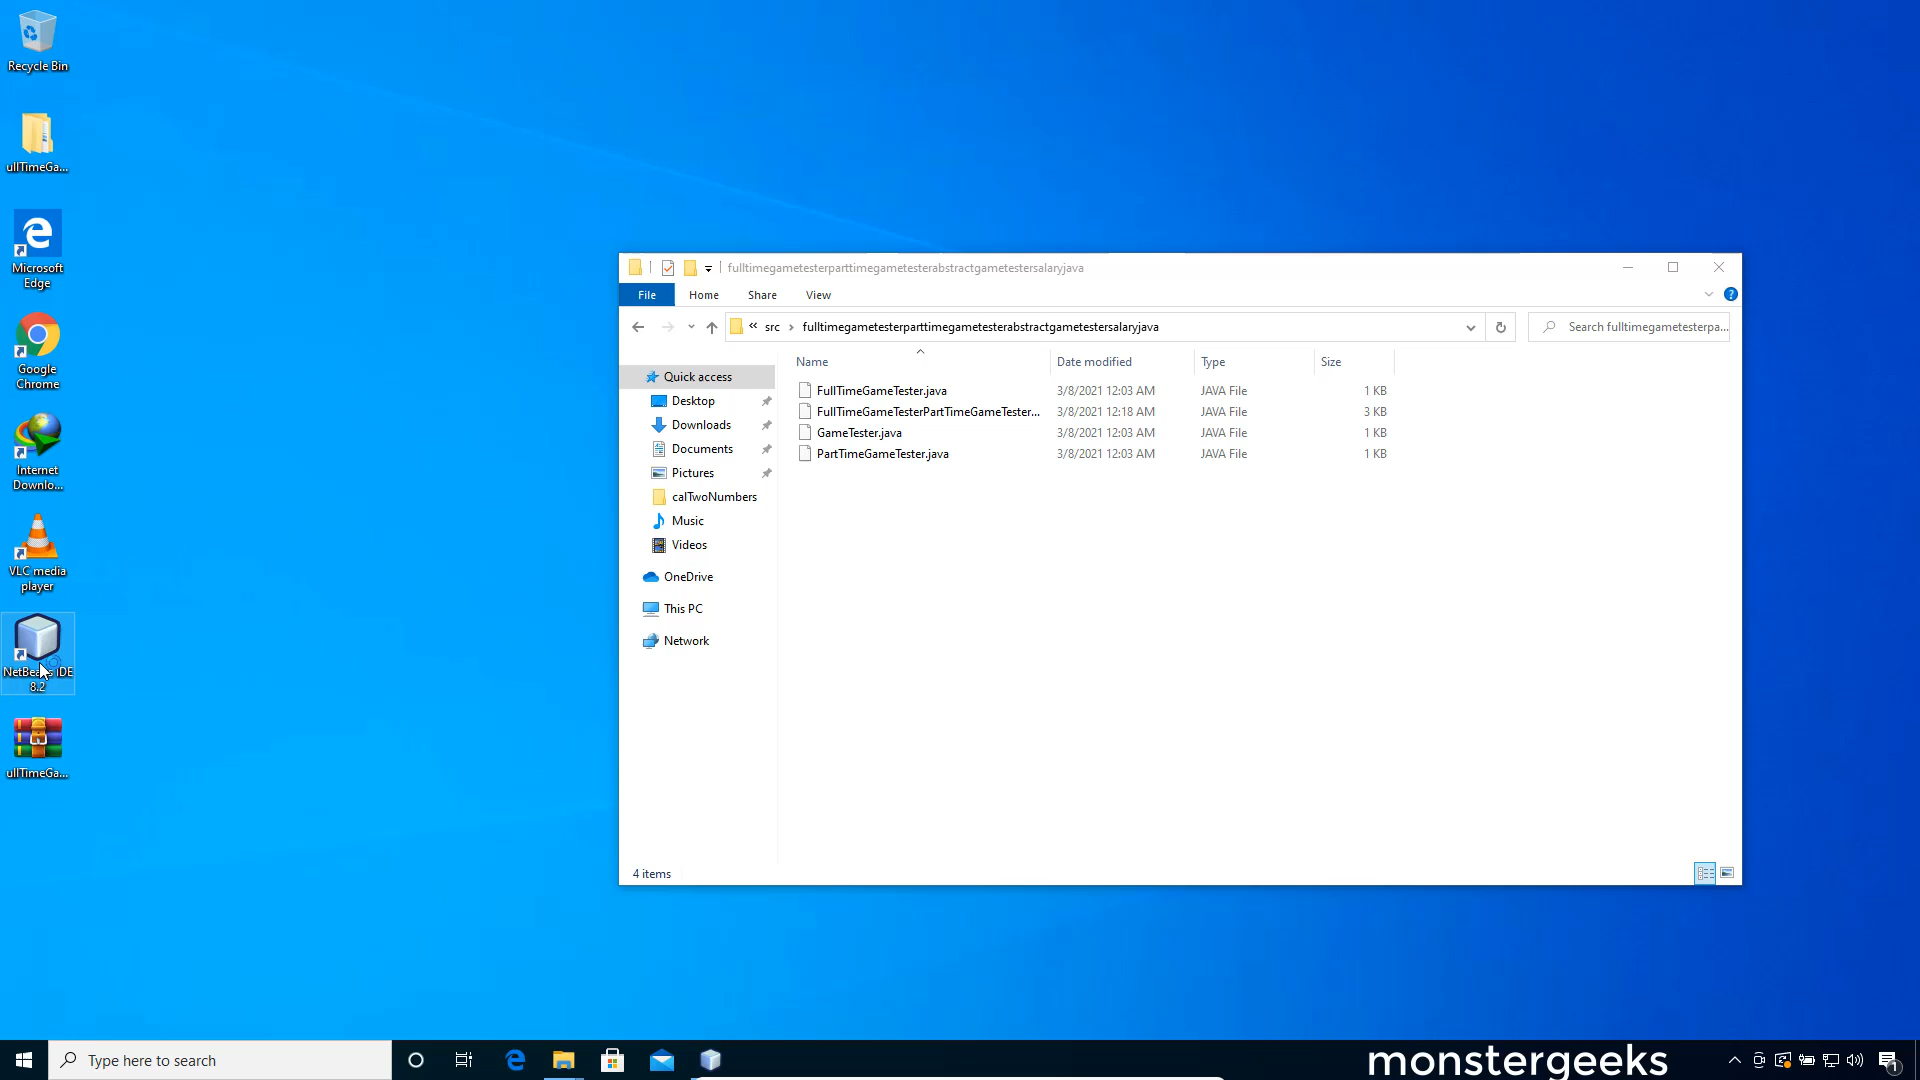 Recycle Bin
ullTimeGa...
Microsoft
Edge
Google
Chrome
Internet
Downlo...
VLC media
player
NetBeans IDE
8.2
ullTimeGa...
fulltimegametesterparttimegametesterabstractgametestersalaryjava
File Home Share View
src fulltimegametesterparttimegametesterabstractgametestersalaryjava
Search fulltimegametesterpa...
Name Date modified Type Size
FullTimeGameTester.java 3/8/2021 12:03 AM JAVA File 1 KB
FullTimeGameTesterPartTimeGameTester... 3/8/2021 12:18 AM JAVA File 3 KB
GameTester.java 3/8/2021 12:03 AM JAVA File 1 KB
PartTimeGameTester.java 3/8/2021 12:03 AM JAVA File 1 KB
Quick access
Desktop
Downloads
Documents
Pictures
calTwoNumbers
Music
Videos
OneDrive
This PC
Network
4 items
Type here to search
monstergeeks
1